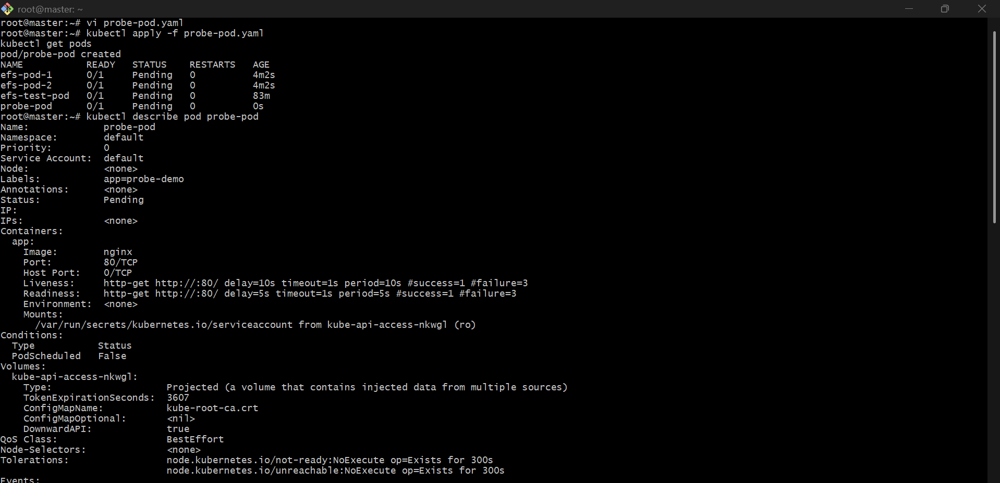 root@master: ~
root@master:~# vi probe-pod.yaml
root@master:~# kubectl apply -f probe-pod.yaml
kubectl get pods
pod/probe-pod created
NAME           READY   STATUS    RESTARTS   AGE
efs-pod-1      0/1     Pending   0          4m2s
efs-pod-2      0/1     Pending   0          4m2s
efs-test-pod   0/1     Pending   0          83m
probe-pod      0/1     Pending   0          0s
root@master:~# kubectl describe pod probe-pod
Name:             probe-pod
Namespace:        default
Priority:         0
Service Account:  default
Node:             <none>
Labels:           app=probe-demo
Annotations:      <none>
Status:           Pending
IP:
IPs:              <none>
Containers:
  app:
    Image:        nginx
    Port:         80/TCP
    Host Port:    0/TCP
    Liveness:     http-get http://:80/ delay=10s timeout=1s period=10s #success=1 #failure=3
    Readiness:    http-get http://:80/ delay=5s timeout=1s period=5s #success=1 #failure=3
    Environment:  <none>
    Mounts:
      /var/run/secrets/kubernetes.io/serviceaccount from kube-api-access-nkwgl (ro)
Conditions:
  Type           Status
  PodScheduled   False
Volumes:
  kube-api-access-nkwgl:
    Type:                    Projected (a volume that contains injected data from multiple sources)
    TokenExpirationSeconds:  3607
    ConfigMapName:           kube-root-ca.crt
    ConfigMapOptional:       <nil>
    DownwardAPI:             true
QoS Class:                   BestEffort
Node-Selectors:              <none>
Tolerations:                 node.kubernetes.io/not-ready:NoExecute op=Exists for 300s
                             node.kubernetes.io/unreachable:NoExecute op=Exists for 300s
Events: